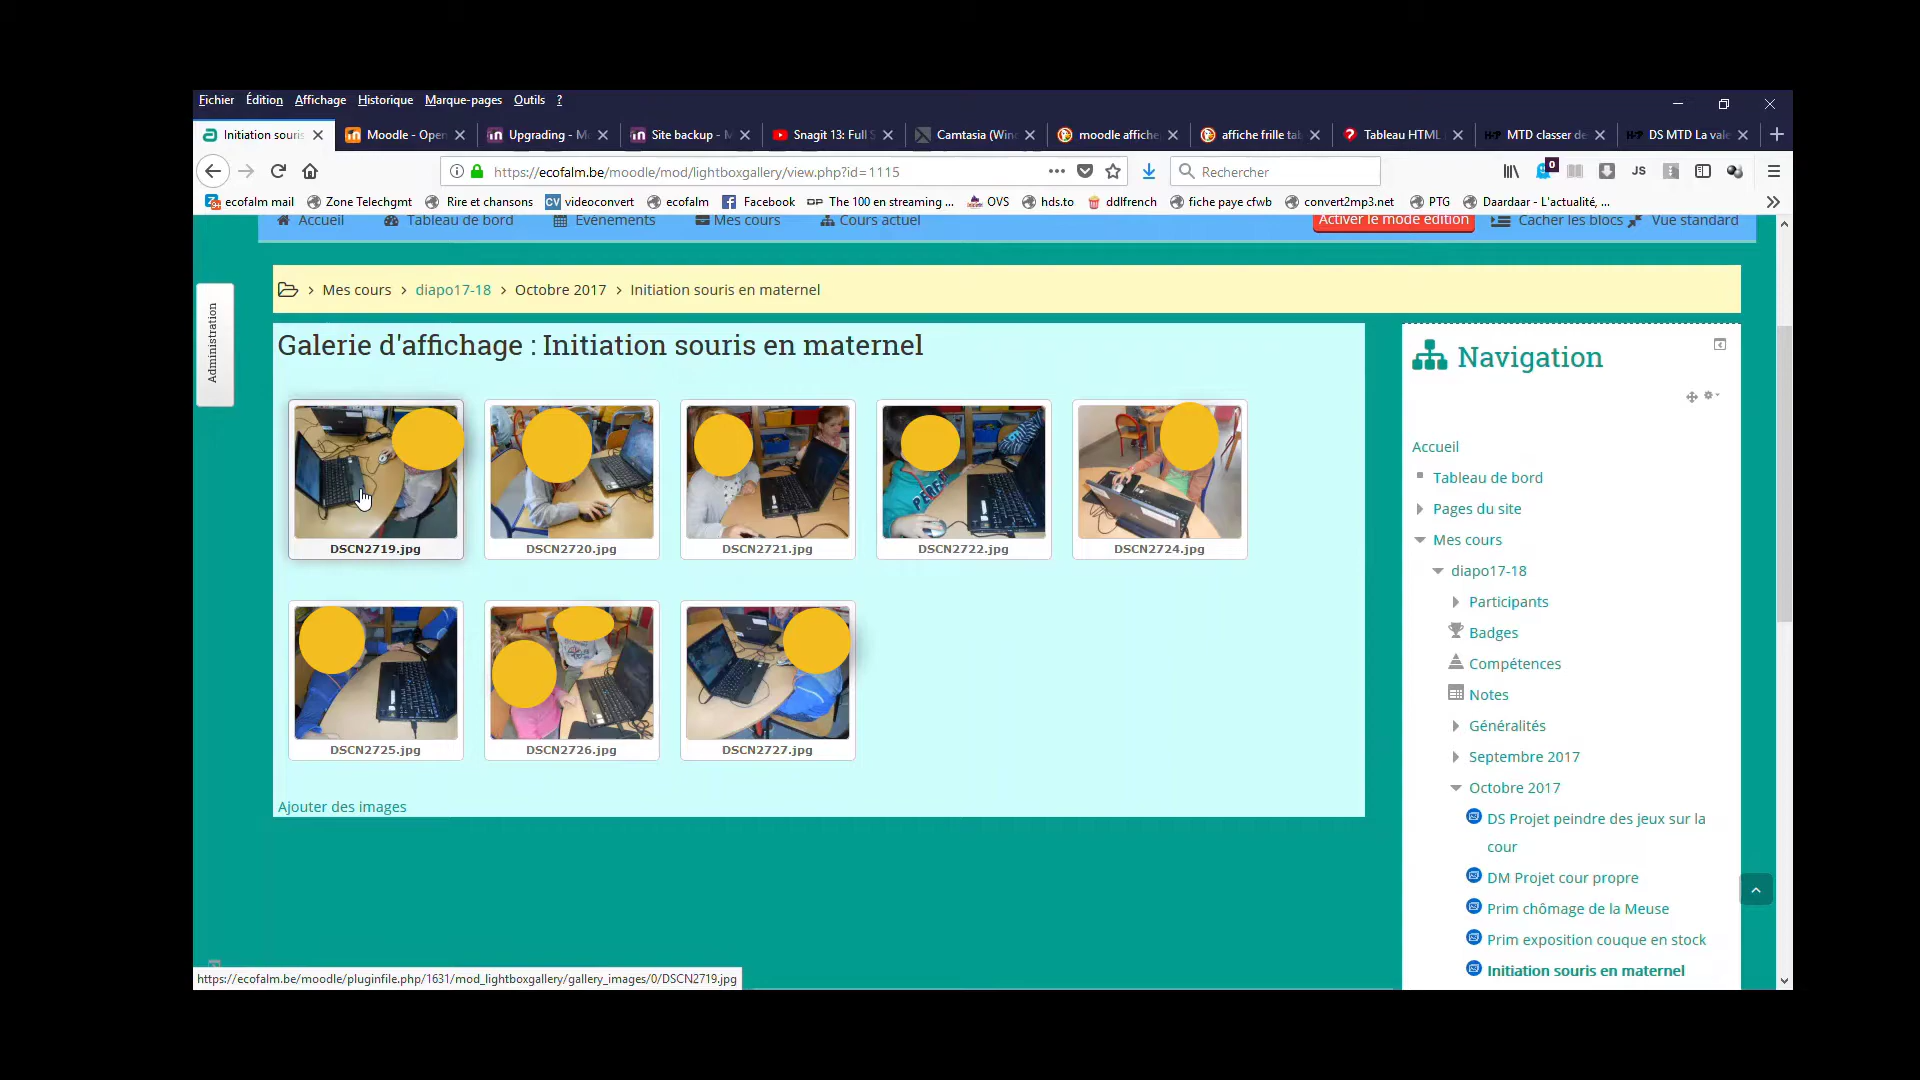 Fichier Édition Affichage Historique Marque-pages Outils ?
Initiation souris Moodle - Open Upgrading - M Site backup - M Snagit 13: Full S Camtasia (Wind moodle affiche affiche frille tab Tableau HTML MTD classer de DS MTD La vale
https://ecofalm.be/moodle/mod/lightboxgallery/view.php?id=1115 Rechercher 0 JS
ecofalm mail Zone Telechgmt Rire et chansons CV videoconvert ecofalm Facebook DP The 100 en streaming ... OVS hds.to ddlfrench fiche paye cfwb convert2mp3.net PTG Daardaar - L'actualité, ...
Accueil Tableau de bord Evénements Mes cours Cours actuel Activer le mode édition Cacher les blocs Vue standard
Administration
Mes cours diapo17-18 Octobre 2017 Initiation souris en maternel
Galerie d'affichage : Initiation souris en maternel
DSCN2719.jpg DSCN2720.jpg DSCN2721.jpg DSCN2722.jpg DSCN2724.jpg
DSCN2725.jpg DSCN2726.jpg DSCN2727.jpg
Ajouter des images
Navigation
Accueil
Tableau de bord
Pages du site
Mes cours
diapo17-18
Participants
Badges
Compétences
Notes
Généralités
Septembre 2017
Octobre 2017
DS Projet peindre des jeux sur la
cour
DM Projet cour propre
Prim chômage de la Meuse
Prim exposition couque en stock
Initiation souris en maternel
https://ecofalm.be/moodle/pluginfile.php/1631/mod_lightboxgallery/gallery_images/0/DSCN2719.jpg